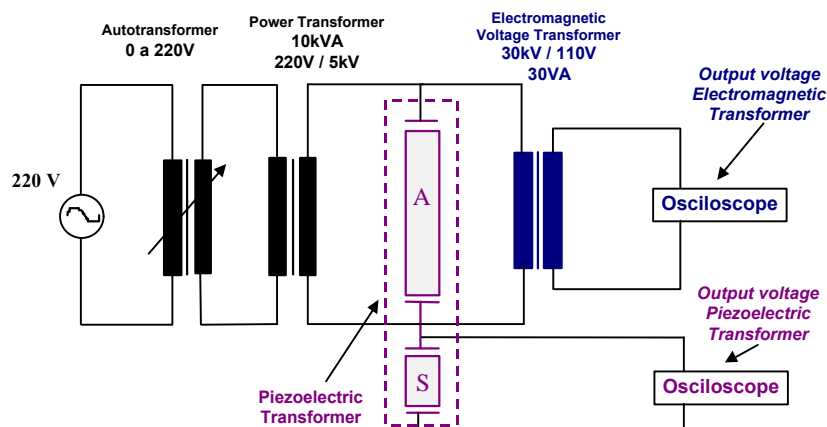 Autotransformer
0 a 220V
Power Transformer
10kVA
220V / 5kV
Electromagnetic
Voltage Transformer
30kV / 110V
30VA
Output voltage
Electromagnetic
Transformer
220 V
A
Osciloscope
Output voltage
Piezoelectric
Transformer
Piezoelectric
Transformer
S
Osciloscope